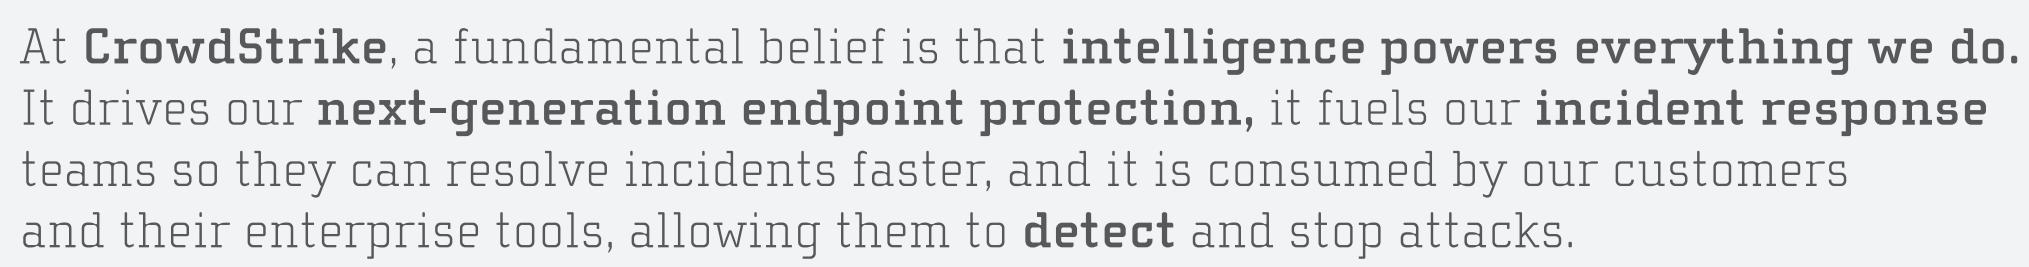 At CrowdStrike, a fundamental belief is that intelligence powers everything we do.
It drives our next-generation endpoint protection, it fuels our incident response
teams so they can resolve incidents faster, and it is consumed by our customers
and their enterprise tools, allowing them to detect and stop attacks.